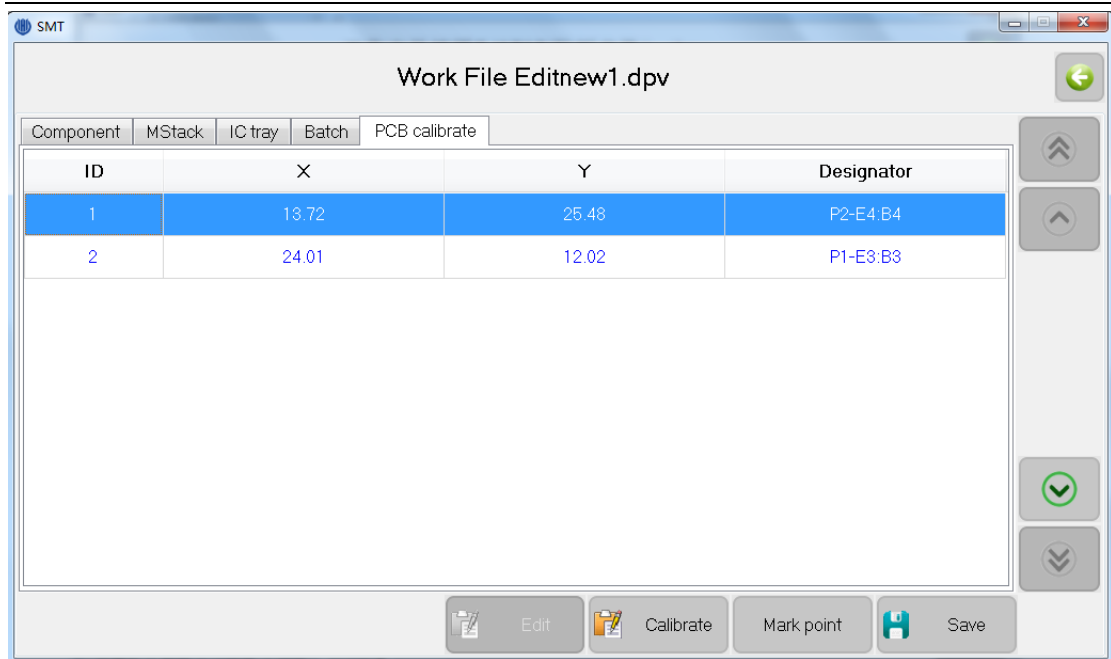 SMT
Work File Editnew1.dpv
Component MStack IC tray Batch PCB calibrate
ID X Y Designator
1 13.72 25.48 P2-E4:B4
2 24.01 12.02 P1-E3:B3
Edit Calibrate Mark point Save